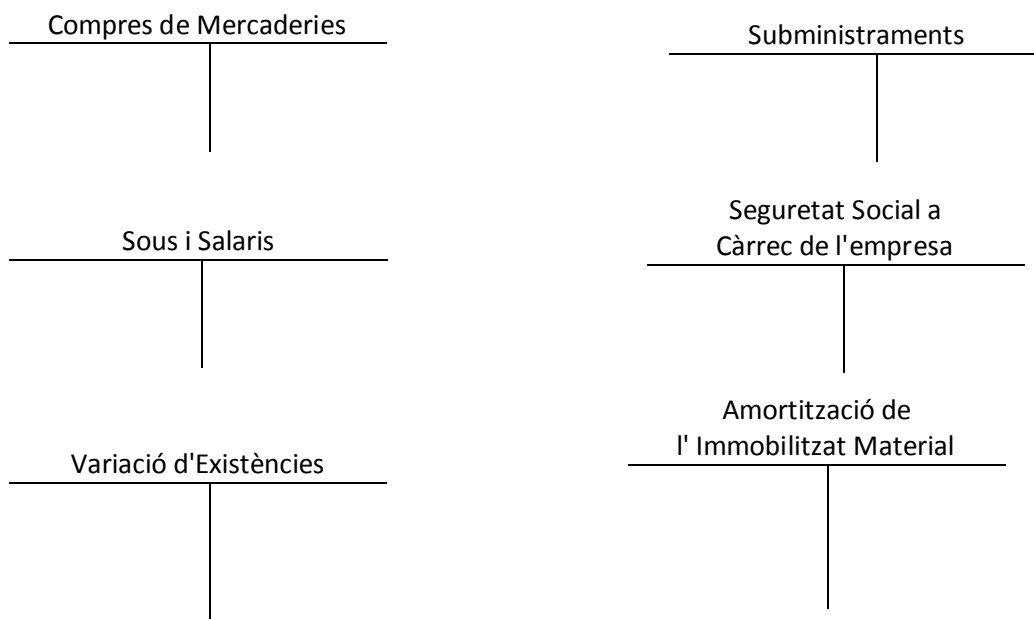 Compres de Mercaderies
Subministraments
Sous i Salaris
Seguretat Social a
Càrrec de l'empresa
Variació d'Existències
Amortització de
l' Immobilitzat Material